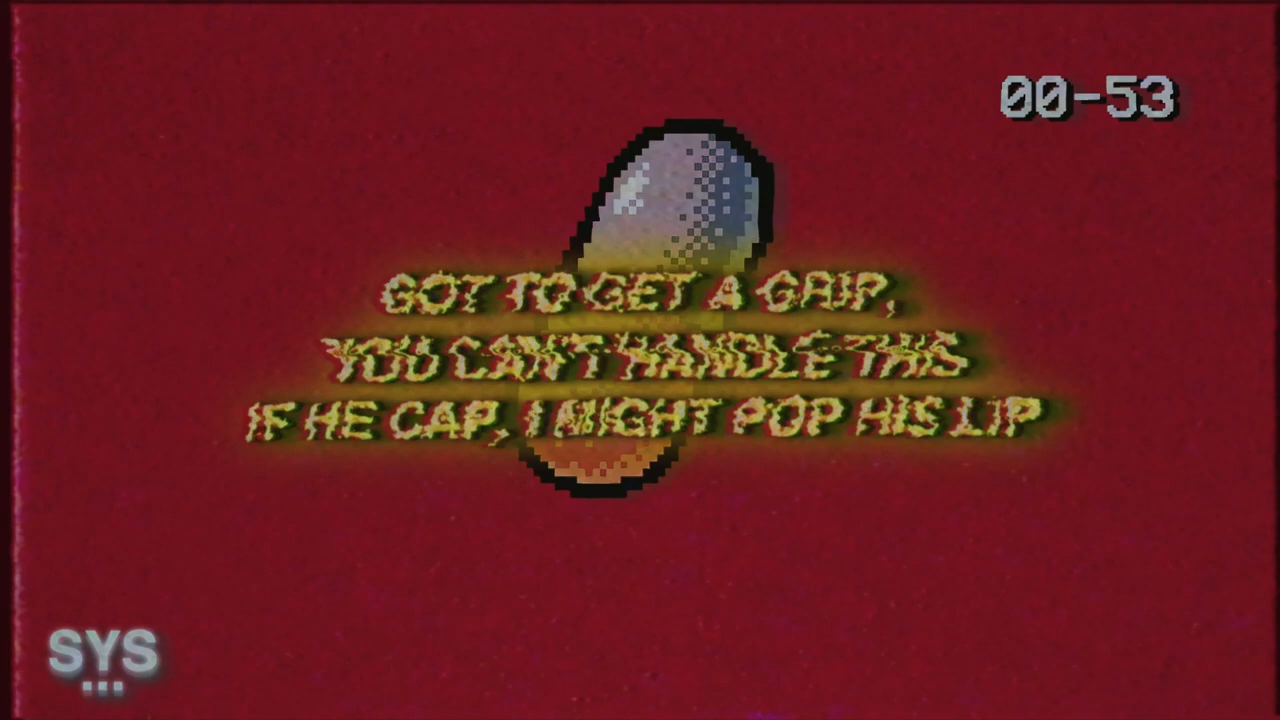 00-53
GOT TO GET A GRIP,
YOU CAN'T HANDLE THIS
IF HE CAP, I MIGHT POP HIS LIP
SYS